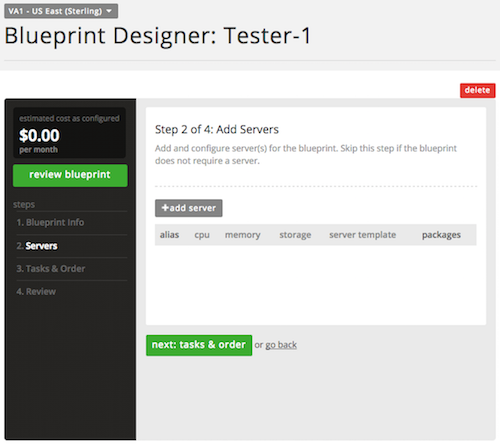 VA1 - US East (Sterling)
Blueprint Designer: Tester-1
delete
estimated cost as configured
$0.00
per month
review blueprint
steps
1. Blueprint Info
2. Servers
3. Tasks & Order
4. Review
Step 2 of 4: Add Servers
Add and configure server(s) for the blueprint. Skip this step if the blueprint
does not require a server.
+add server
alias cpu memory storage server template packages
next: tasks & order or go back